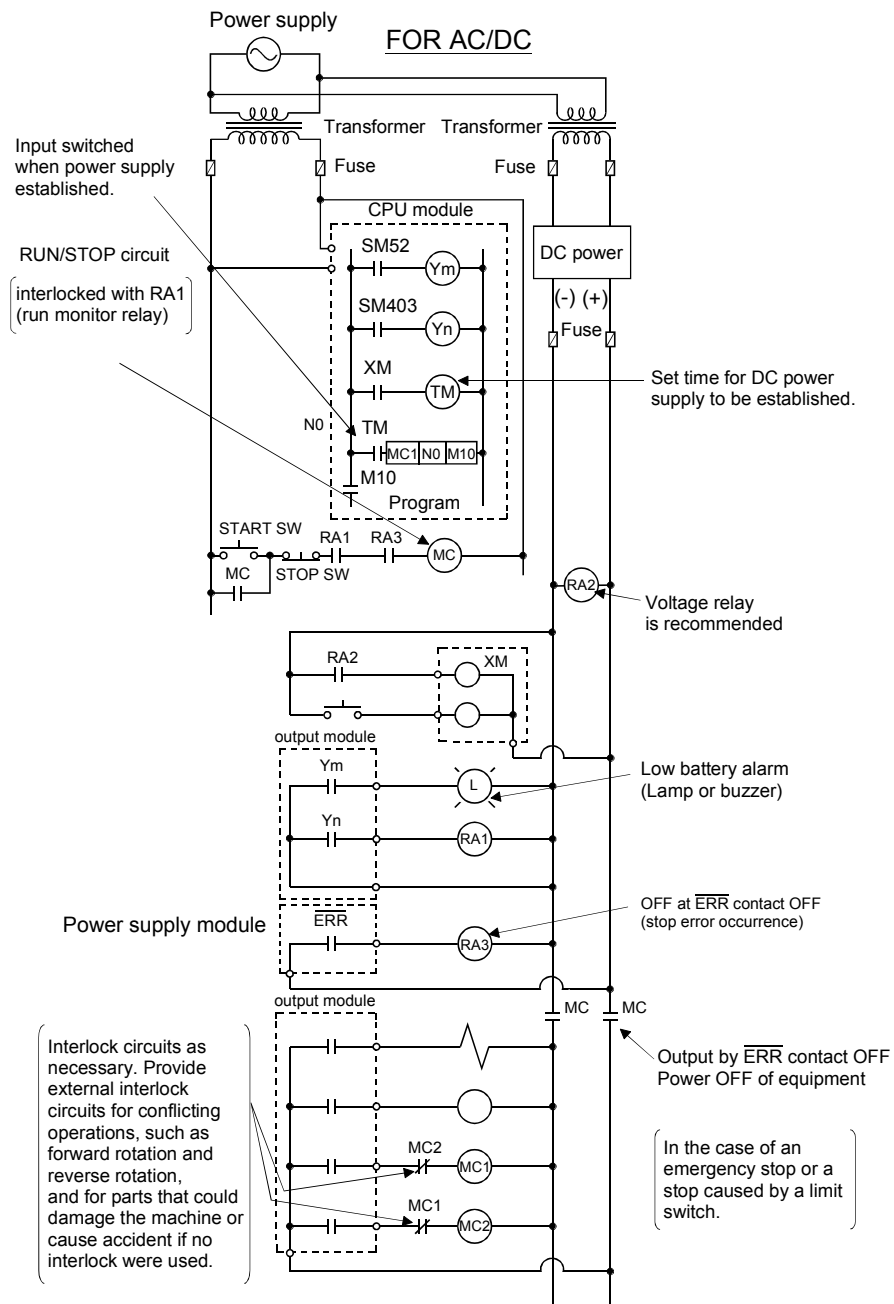 Power supply
FOR AC/DC
Transformer
Transformer
Input switched
when power supply
established.
Fuse
Fuse
CPU module
RUN/STOP circuit
interlocked with RA1
(run monitor relay)
SM52
Ym
DC power
(-) (+)
Fuse
SM403
Yn
XM
TM
Set time for DC power
supply to be established.
N0
TM
MC1 N0 M10
M10
Program
START SW
RA1
RA3
MC
STOP SW
MC
RA2
Voltage relay
is recommended
RA2
XM
output module
Ym
L
Low battery alarm
(Lamp or buzzer)
Yn
RA1
Power supply module
E̅R̅R̅
RA3
OFF at E̅R̅R̅ contact OFF
(stop error occurrence)
output module
MC
MC
Output by E̅R̅R̅ contact OFF
Power OFF of equipment
Interlock circuits as
necessary. Provide
external interlock
circuits for conflicting
operations, such as
forward rotation and
reverse rotation,
and for parts that could
damage the machine or
cause accident if no
interlock were used.
MC2
MC1
MC1
MC2
In the case of an
emergency stop or a
stop caused by a limit
switch.